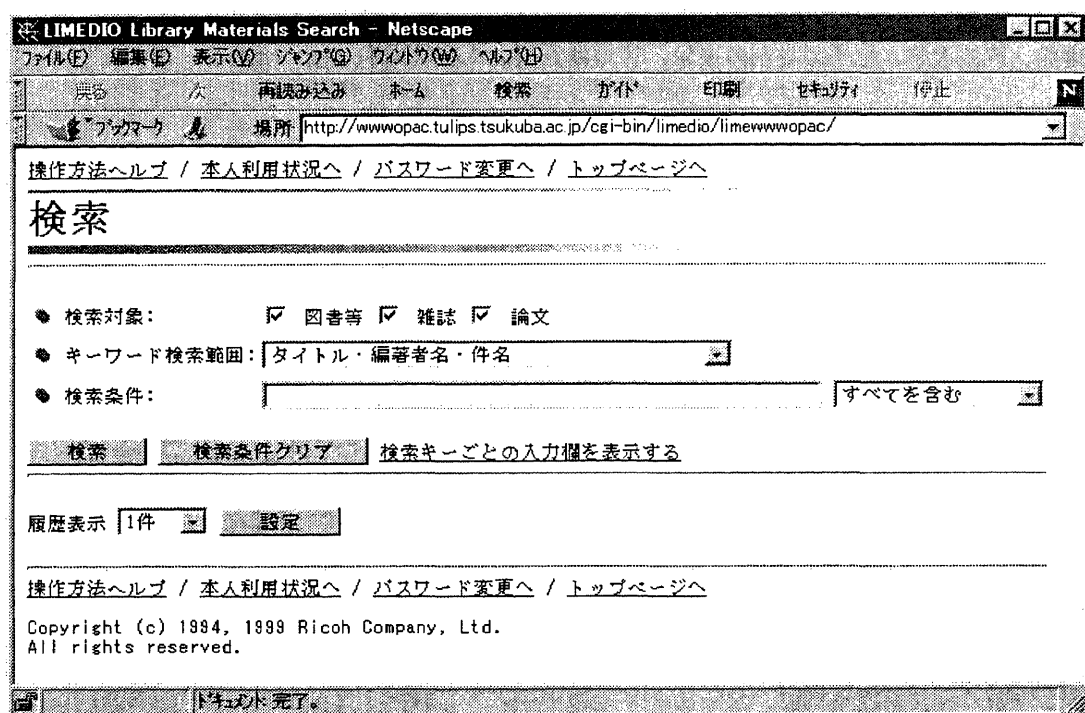 LIMEDIO Library Materials Search - Netscape
ファイル(F) 編集(E) 表示(V) ジャンプ(G) ウィンドウ(W) ヘルプ(H)
戻る 次 再読み込み ホーム 検索 ガイド 印刷 セキュリティ 停止 N
ブックマーク 場所 http://wwwopac.tulips.tsukuba.ac.jp/cgi-bin/limedio/limewwwopac/
操作方法ヘルプ / 本人利用状況へ / パスワード変更へ / トップページへ
検索
検索対象: 図書等 雑誌 論文
キーワード検索範囲: タイトル・編著者名・件名
検索条件: すべてを含む
検索 検索条件クリア 検索キーごとの入力欄を表示する
履歴表示 1件 設定
操作方法ヘルプ / 本人利用状況へ / パスワード変更へ / トップページへ
Copyright (c) 1994, 1999 Ricoh Company, Ltd.
All rights reserved.
ドキュメント: 完了。